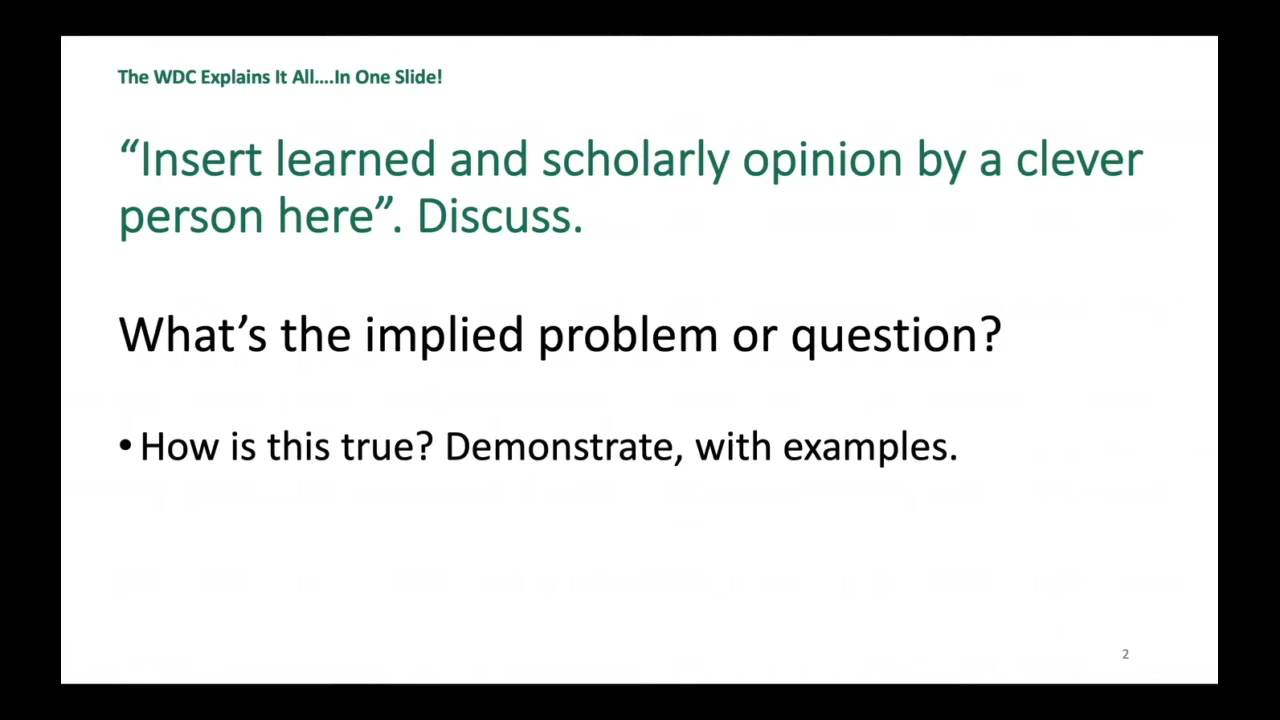 The WDC Explains It All....In One Slide!
“Insert learned and scholarly opinion by a clever
person here”. Discuss.
What’s the implied problem or question?
• How is this true? Demonstrate, with examples.
2